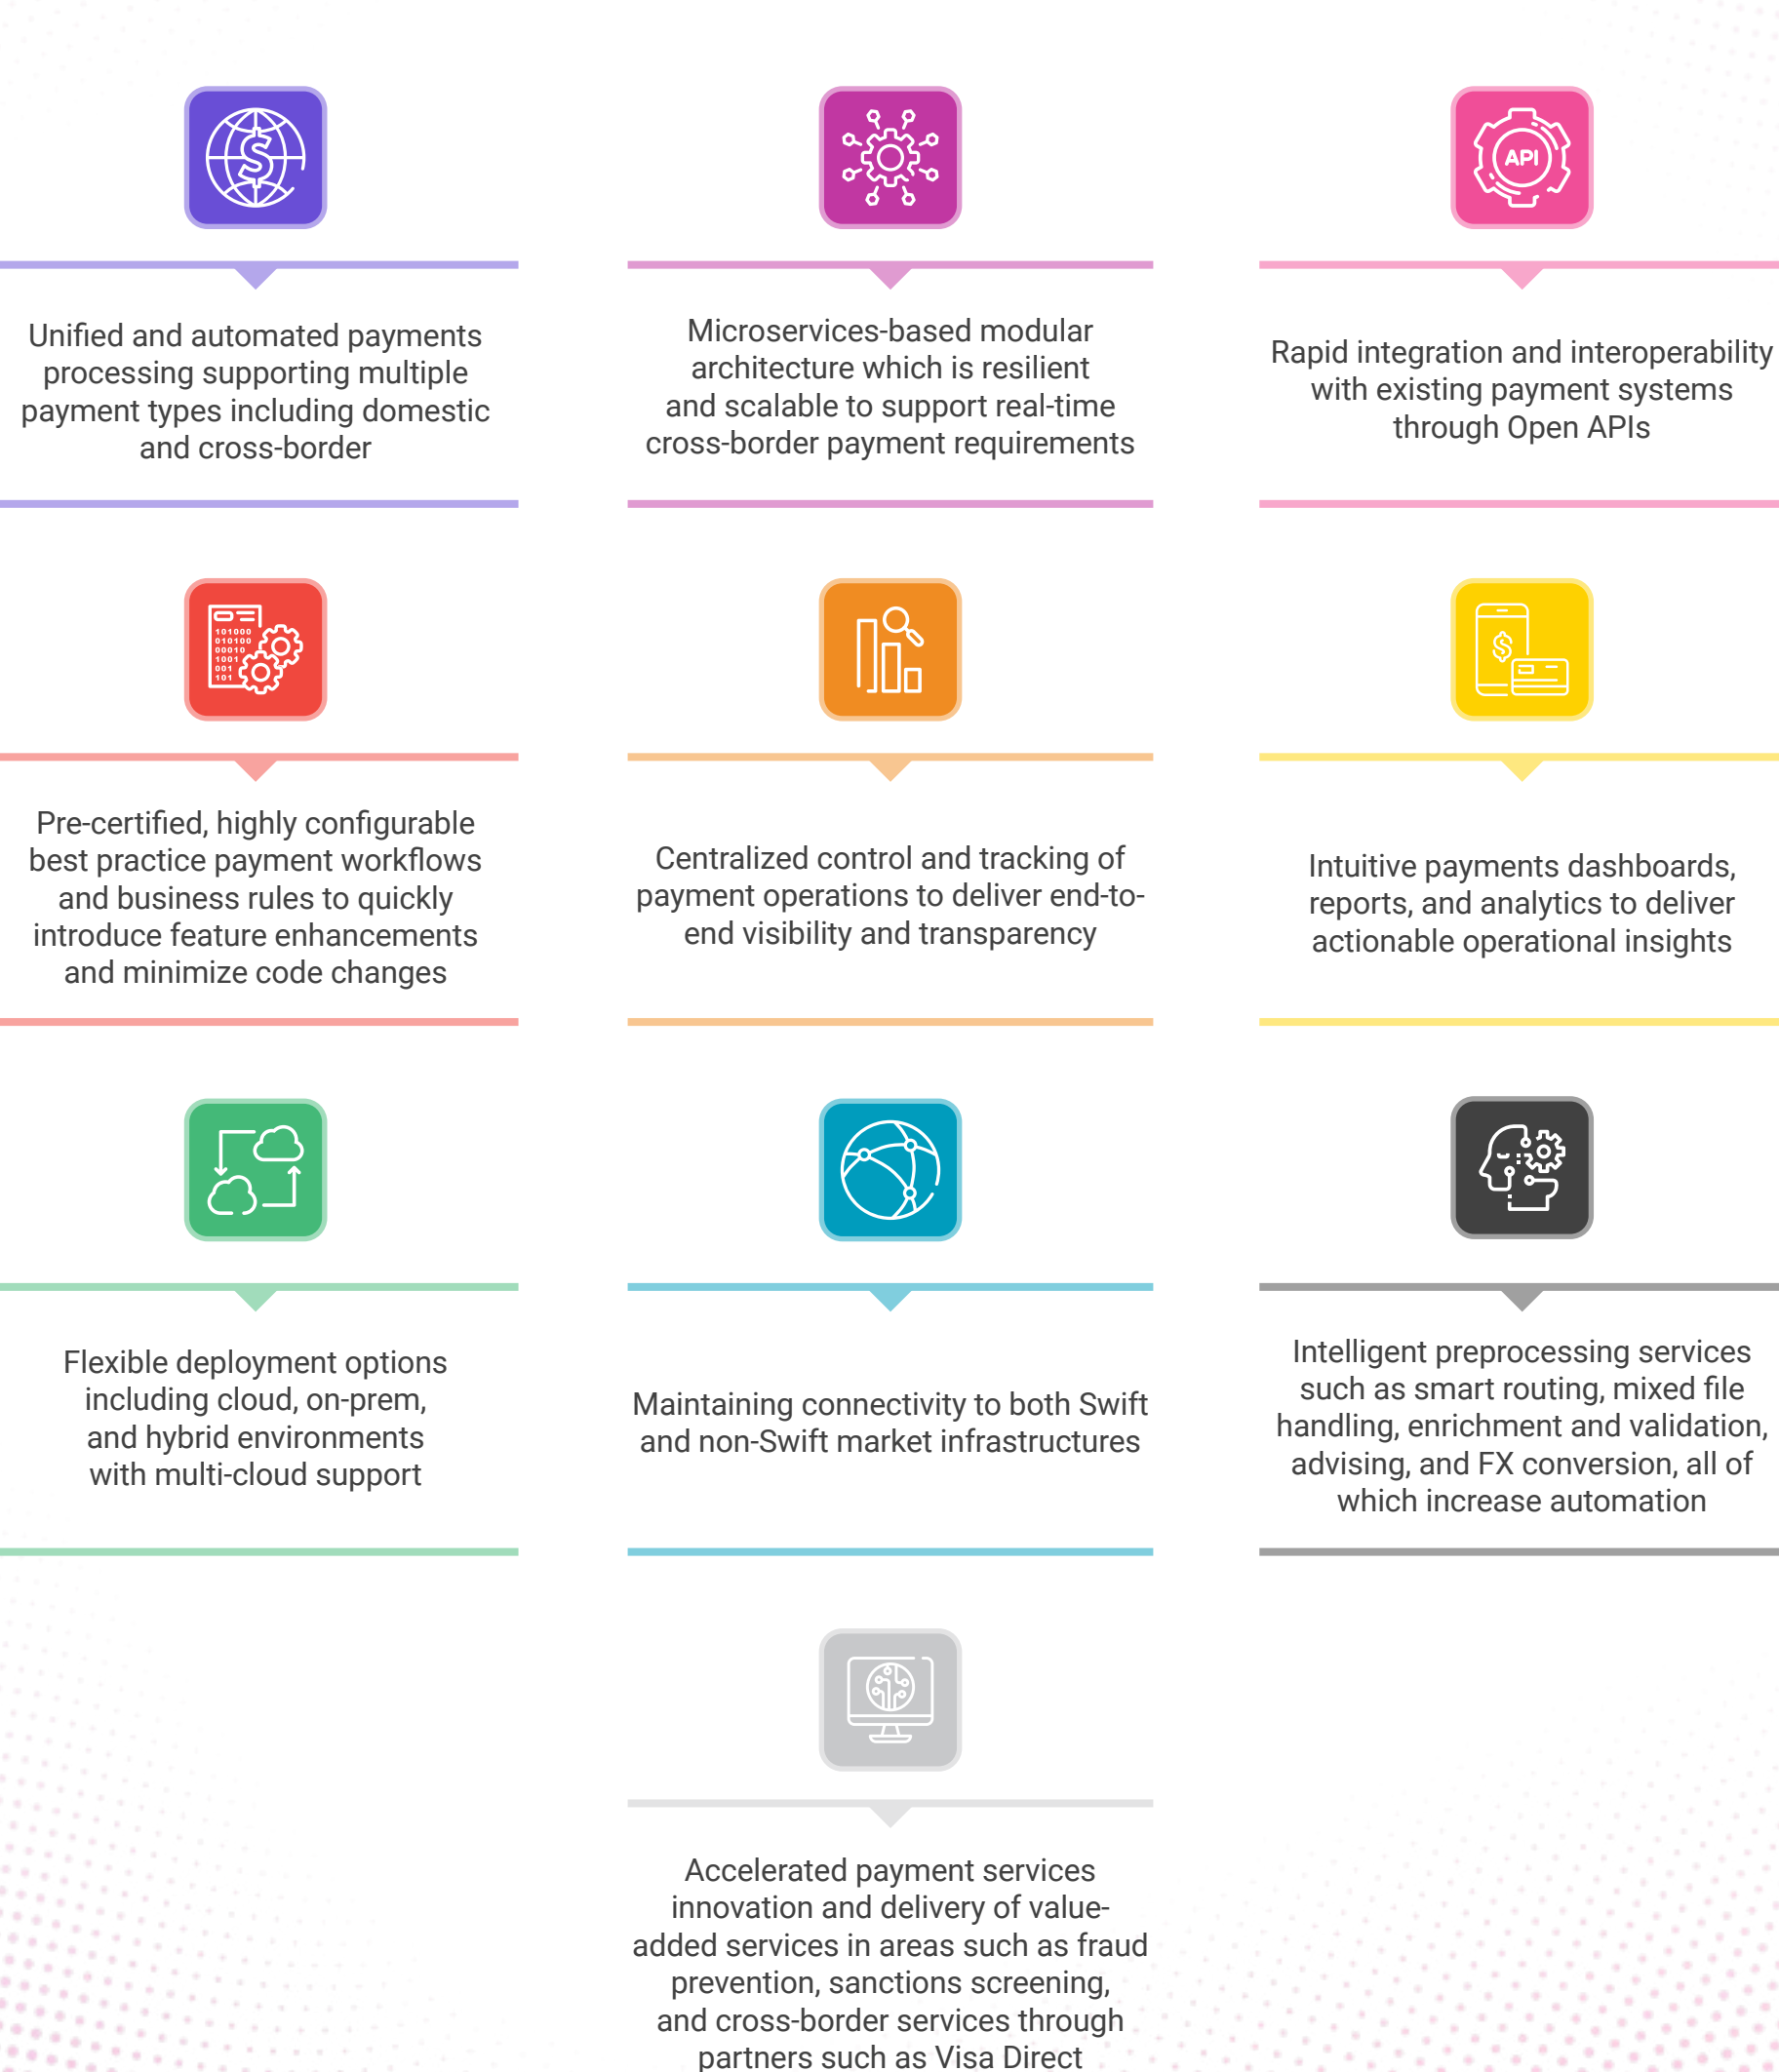 API
Unified and automated payments
processing supporting multiple
payment types including domestic
and cross-border
Microservices-based modular
architecture which is resilient
and scalable to support real-time
cross-border payment requirements
Rapid integration and interoperability
with existing payment systems
through Open APIs
101000
010100
00010
1001
001
101
Pre-certified, highly configurable
best practice payment workflows
and business rules to quickly
introduce feature enhancements
and minimize code changes
Centralized control and tracking of
payment operations to deliver end-to-
end visibility and transparency
Intuitive payments dashboards,
reports, and analytics to deliver
actionable operational insights
Flexible deployment options
including cloud, on-prem,
and hybrid environments
with multi-cloud support
Maintaining connectivity to both Swift
and non-Swift market infrastructures
Intelligent preprocessing services
such as smart routing, mixed file
handling, enrichment and validation,
advising, and FX conversion, all of
which increase automation
Accelerated payment services
innovation and delivery of value-
added services in areas such as fraud
prevention, sanctions screening,
and cross-border services through
partners such as Visa Direct